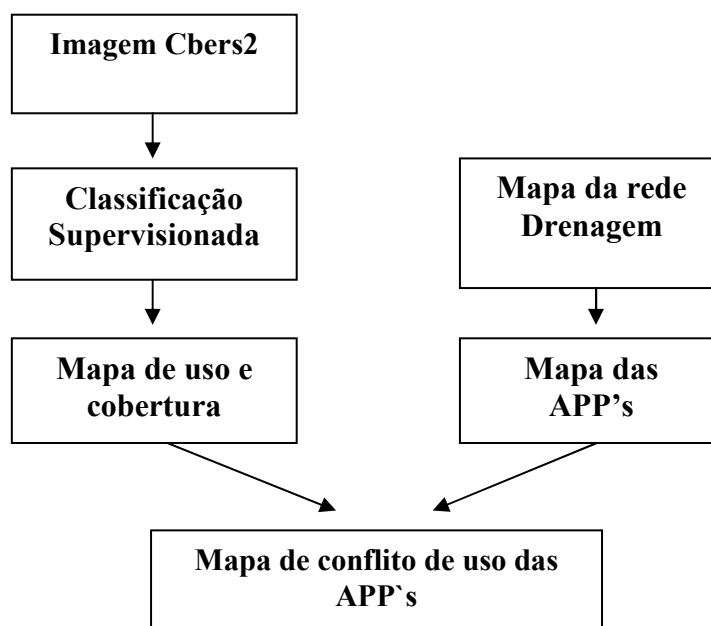 Imagem Cbers2
Classificação
Supervisionada
Mapa da rede
Drenagem
Mapa de uso e
cobertura
Mapa das
APP’s
Mapa de conflito de uso das
APP`s